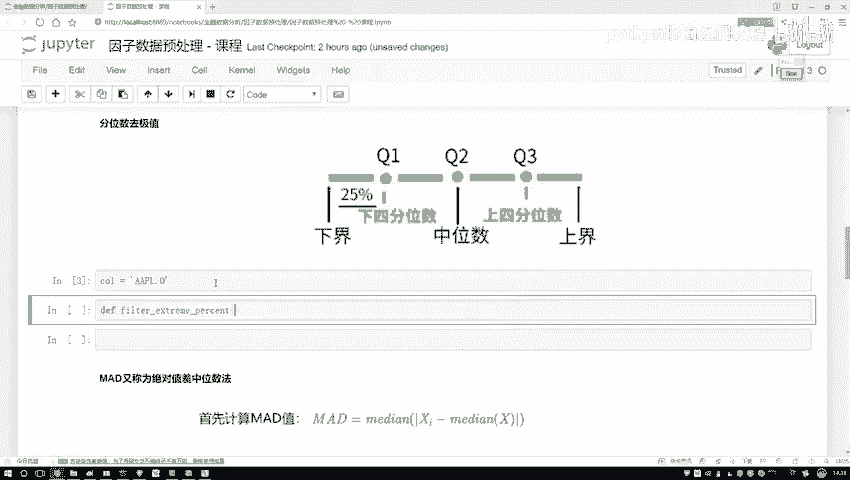 jupyter 因子数据预处理 - 课程 Last Checkpoint: 2 hours ago (unsaved changes)
Logout
File Edit View Insert Cell Kernel Widgets Help
Trusted
Code
分位数去极值
Q1 Q2 Q3
25%
下四分位数 上四分位数
下界 中位数 上界
In [3]: col = 'AAPL.O'
In [ ]: def filter_extreme_percent
In [ ]:
MAD又称为绝对值差中位数法
首先计算MAD值： MAD = median(|Xi − median(X)|)